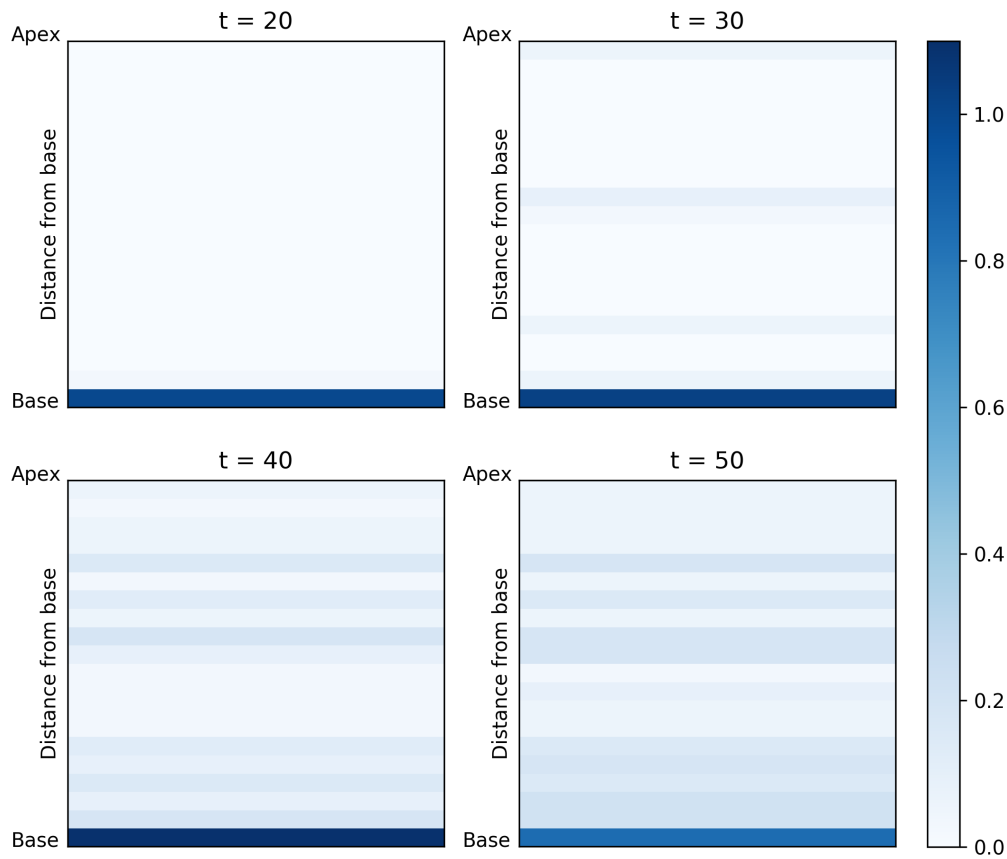 t = 20
t = 30
Apex
Distance from base
Base
Apex
Distance from base
Base
t = 40
t = 50
Apex
Distance from base
Base
Apex
Distance from base
Base
1.0
0.8
0.6
0.4
0.2
0.0